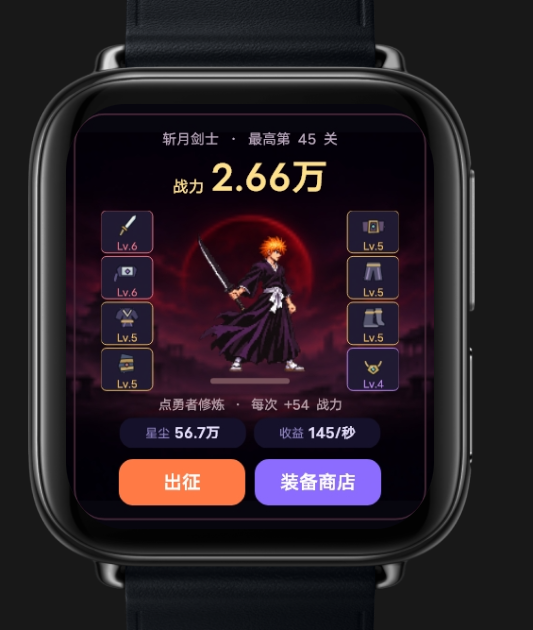 斩月剑士 · 最高第 45 关
战力 2.66万
Lv.6
Lv.5
Lv.6
Lv.5
Lv.5
Lv.5
Lv.5
Lv.4
点勇者修炼 · 每次 +54 战力
星尘 56.7万
收益 145/秒
出征
装备商店